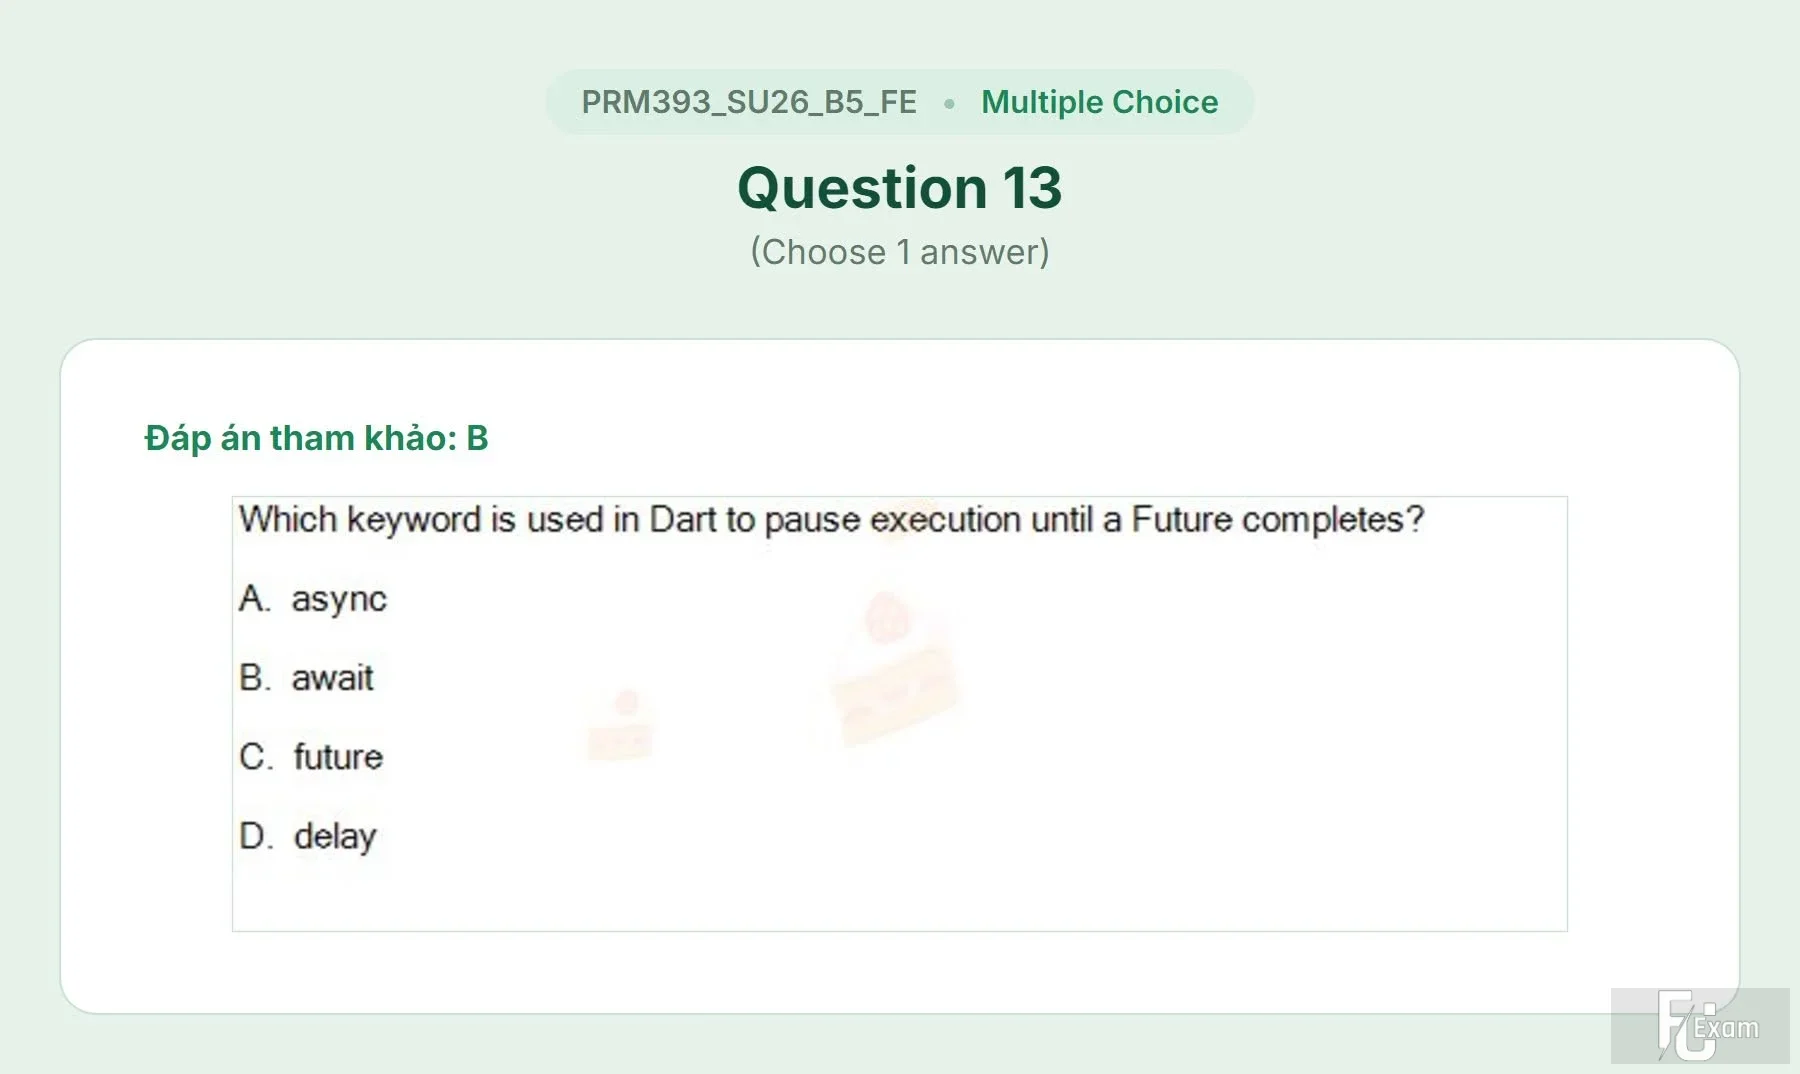 PRM393_SU26_B5_FE • Multiple Choice
Question 13
(Choose 1 answer)
Đáp án tham khảo: B
Which keyword is used in Dart to pause execution until a Future completes?
A. async
B. await
C. future
D. delay
FU Exam